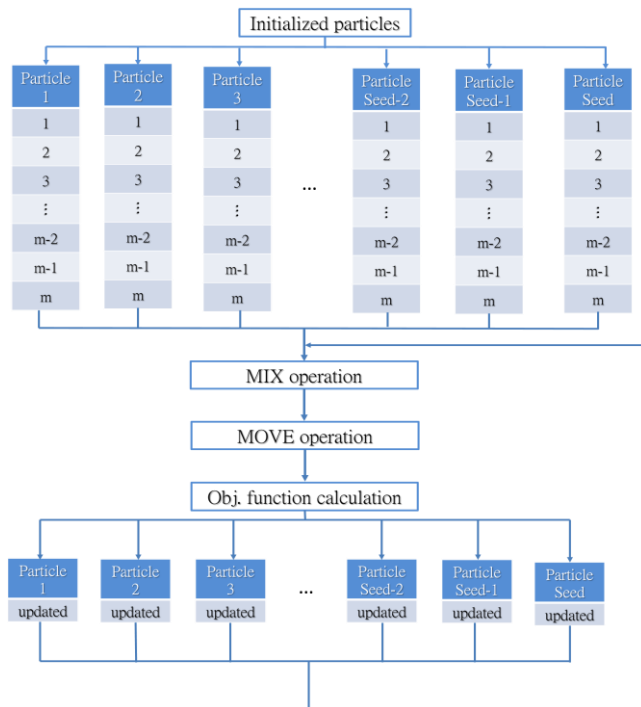 Initialized particles
Particle 1
Particle 2
Particle 3
Particle Seed-2
Particle Seed-1
Particle Seed
1 1 1 1 1 1
2 2 2 2 2 2
3 3 3 ... 3 3 3
⋮ ⋮ ⋮ ⋮ ⋮ ⋮
m-2 m-2 m-2 m-2 m-2 m-2
m-1 m-1 m-1 m-1 m-1 m-1
m m m m m m
MIX operation
MOVE operation
Obj. function calculation
Particle 1
Particle 2
Particle 3
...
Particle Seed-2
Particle Seed-1
Particle Seed
updated updated updated updated updated updated